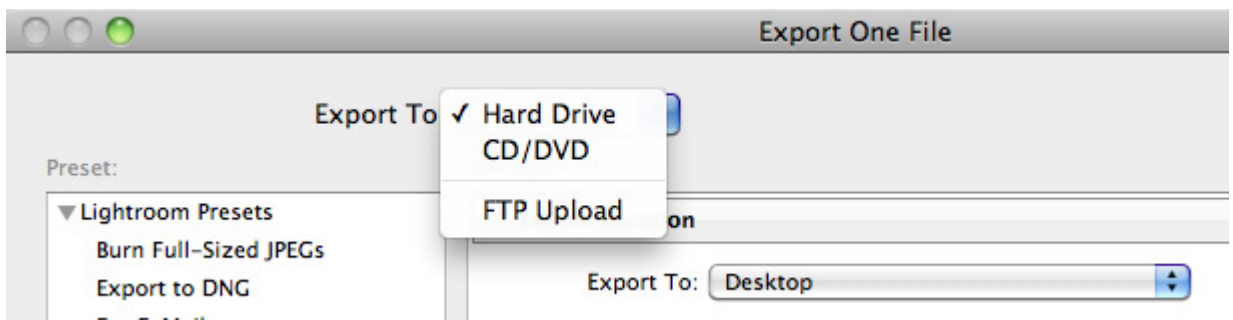 Export One File
Export To
✓ Hard Drive
CD/DVD
FTP Upload
Preset:
Lightroom Presets
Burn Full-Sized JPEGs
Export to DNG
on
Export To: Desktop